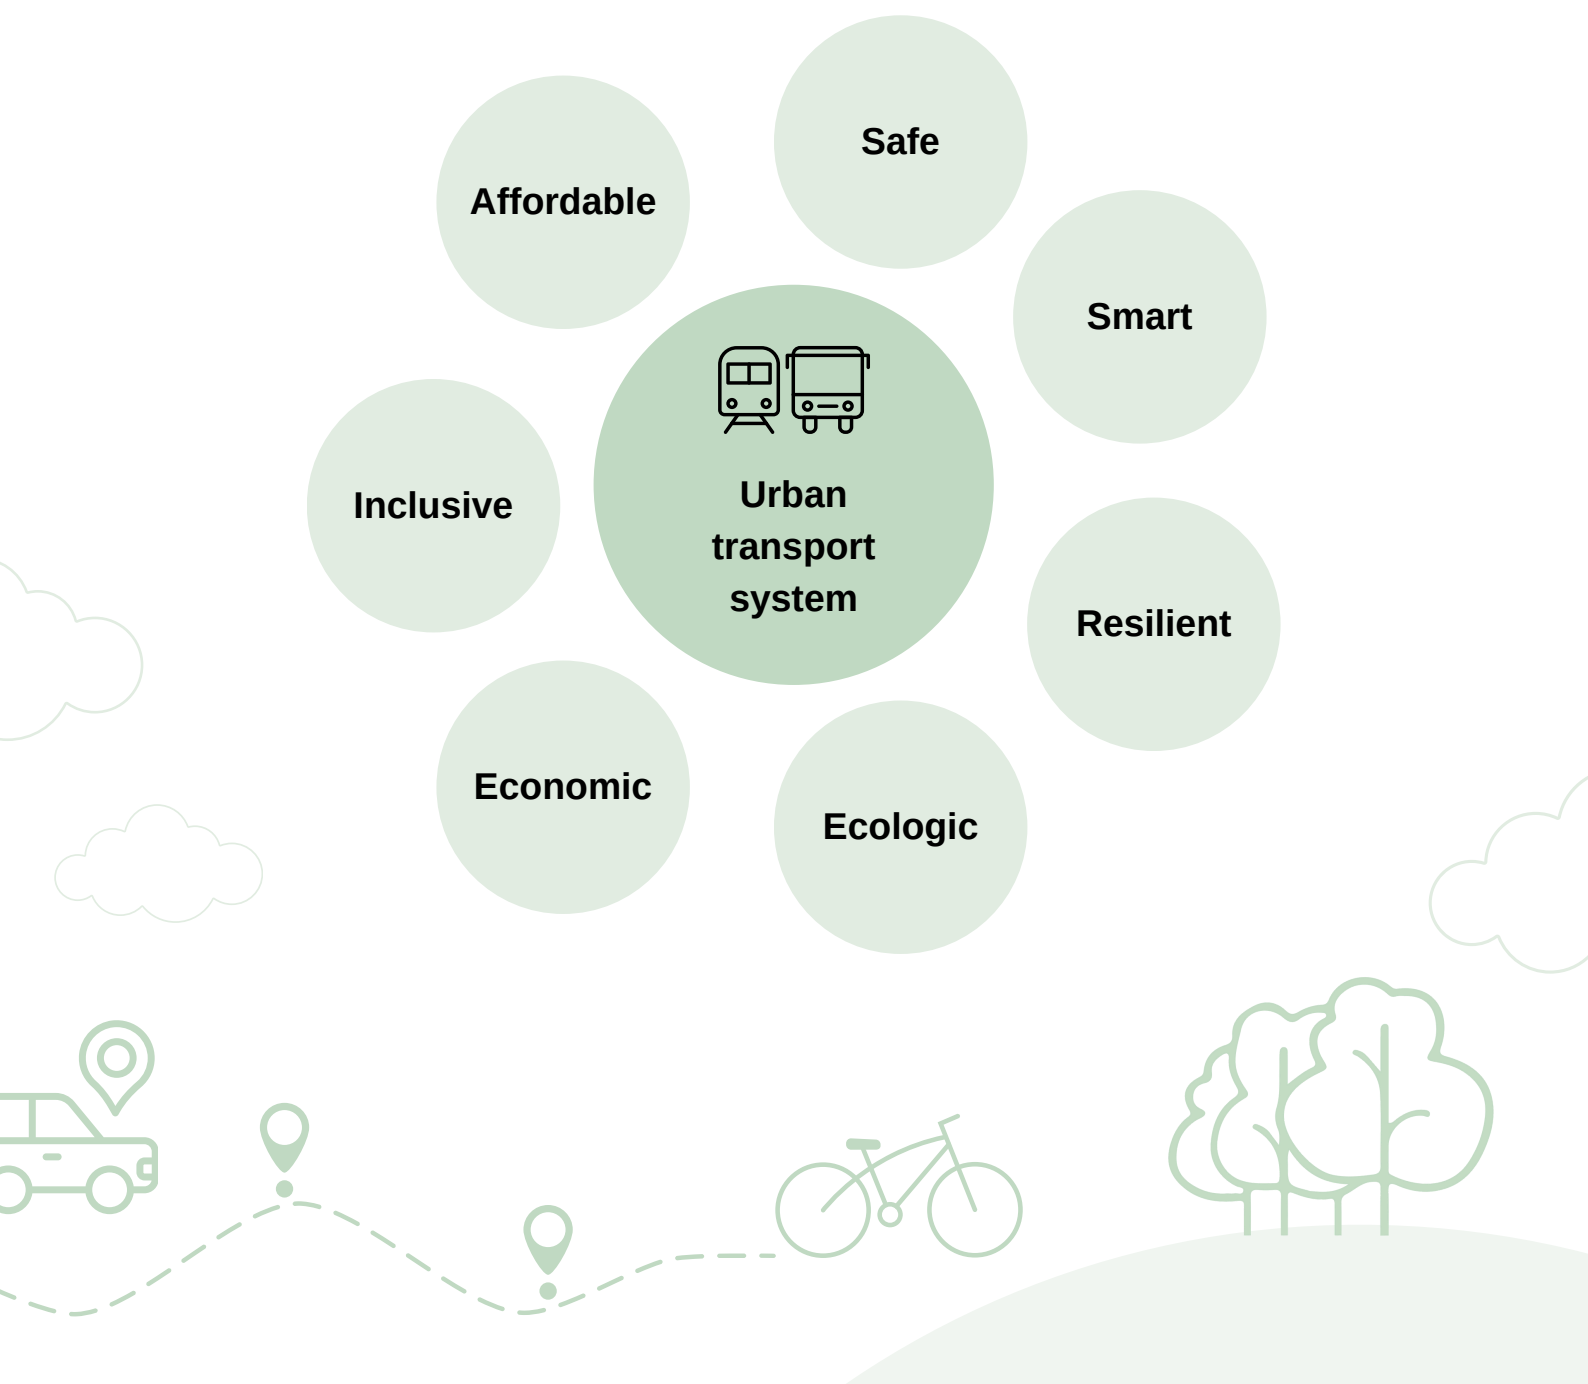 Safe
Affordable
Smart
Urban
transport
system
Inclusive
Resilient
Economic
Ecologic